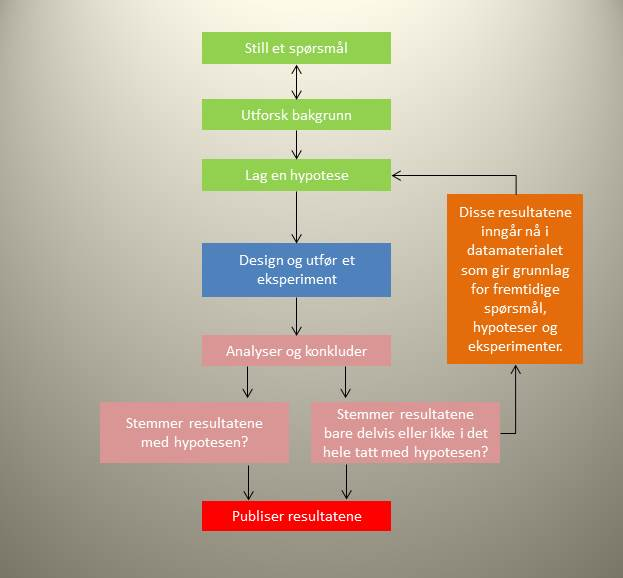 Still et spørsmål
Utforsk bakgrunn
Lag en hypotese
Design og utfør et
eksperiment
Analyser og konkluder
Stemmer resultatene
med hypotesen?
Stemmer resultatene
bare delvis eller ikke i det
hele tatt med hypotesen?
Disse resultatene
inngår nå i
datamaterialet
som gir grunnlag
for fremtidige
spørsmål,
hypoteser og
eksperimenter.
Publiser resultatene